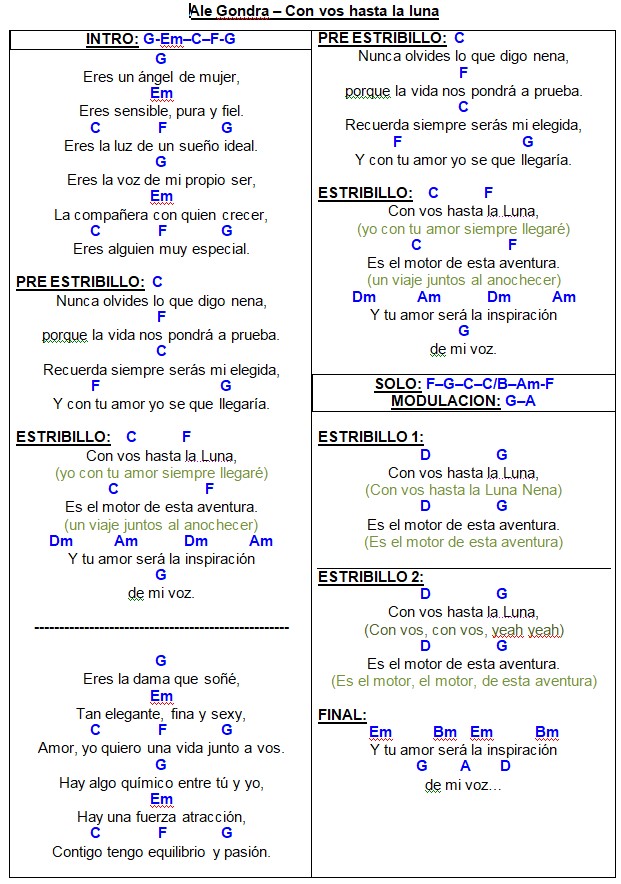 Ale Gondra – Con vos hasta la luna
INTRO: G-Em–C–F-G
G
Eres un ángel de mujer,
Em
Eres sensible, pura y fiel.
C F G
Eres la luz de un sueño ideal.
G
Eres la voz de mi propio ser,
Em
La compañera con quien crecer,
C F G
Eres alguien muy especial.
PRE ESTRIBILLO: C
Nunca olvides lo que digo nena,
F
porque la vida nos pondrá a prueba.
C
Recuerda siempre serás mi elegida,
F G
Y con tu amor yo se que llegaría.
ESTRIBILLO: C F
Con vos hasta la Luna,
(yo con tu amor siempre llegaré)
C F
Es el motor de esta aventura.
(un viaje juntos al anochecer)
Dm Am Dm Am
Y tu amor será la inspiración
G
de mi voz.
---------------------------------------------------
G
Eres la dama que soñé,
Em
Tan elegante, fina y sexy,
C F G
Amor, yo quiero una vida junto a vos.
G
Hay algo químico entre tú y yo,
Em
Hay una fuerza atracción,
C F G
Contigo tengo equilibrio y pasión.
PRE ESTRIBILLO: C
Nunca olvides lo que digo nena,
F
porque la vida nos pondrá a prueba.
C
Recuerda siempre serás mi elegida,
F G
Y con tu amor yo se que llegaría.
ESTRIBILLO: C F
Con vos hasta la Luna,
(yo con tu amor siempre llegaré)
C F
Es el motor de esta aventura.
(un viaje juntos al anochecer)
Dm Am Dm Am
Y tu amor será la inspiración
G
de mi voz.
SOLO: F–G–C–C/B–Am-F
MODULACION: G–A
ESTRIBILLO 1:
D G
Con vos hasta la Luna,
(Con vos hasta la Luna Nena)
D G
Es el motor de esta aventura.
(Es el motor de esta aventura)
ESTRIBILLO 2:
D G
Con vos hasta la Luna,
(Con vos, con vos, yeah yeah)
D G
Es el motor de esta aventura.
(Es el motor, el motor, de esta aventura)
FINAL:
Em Bm Em Bm
Y tu amor será la inspiración
G A D
de mi voz…